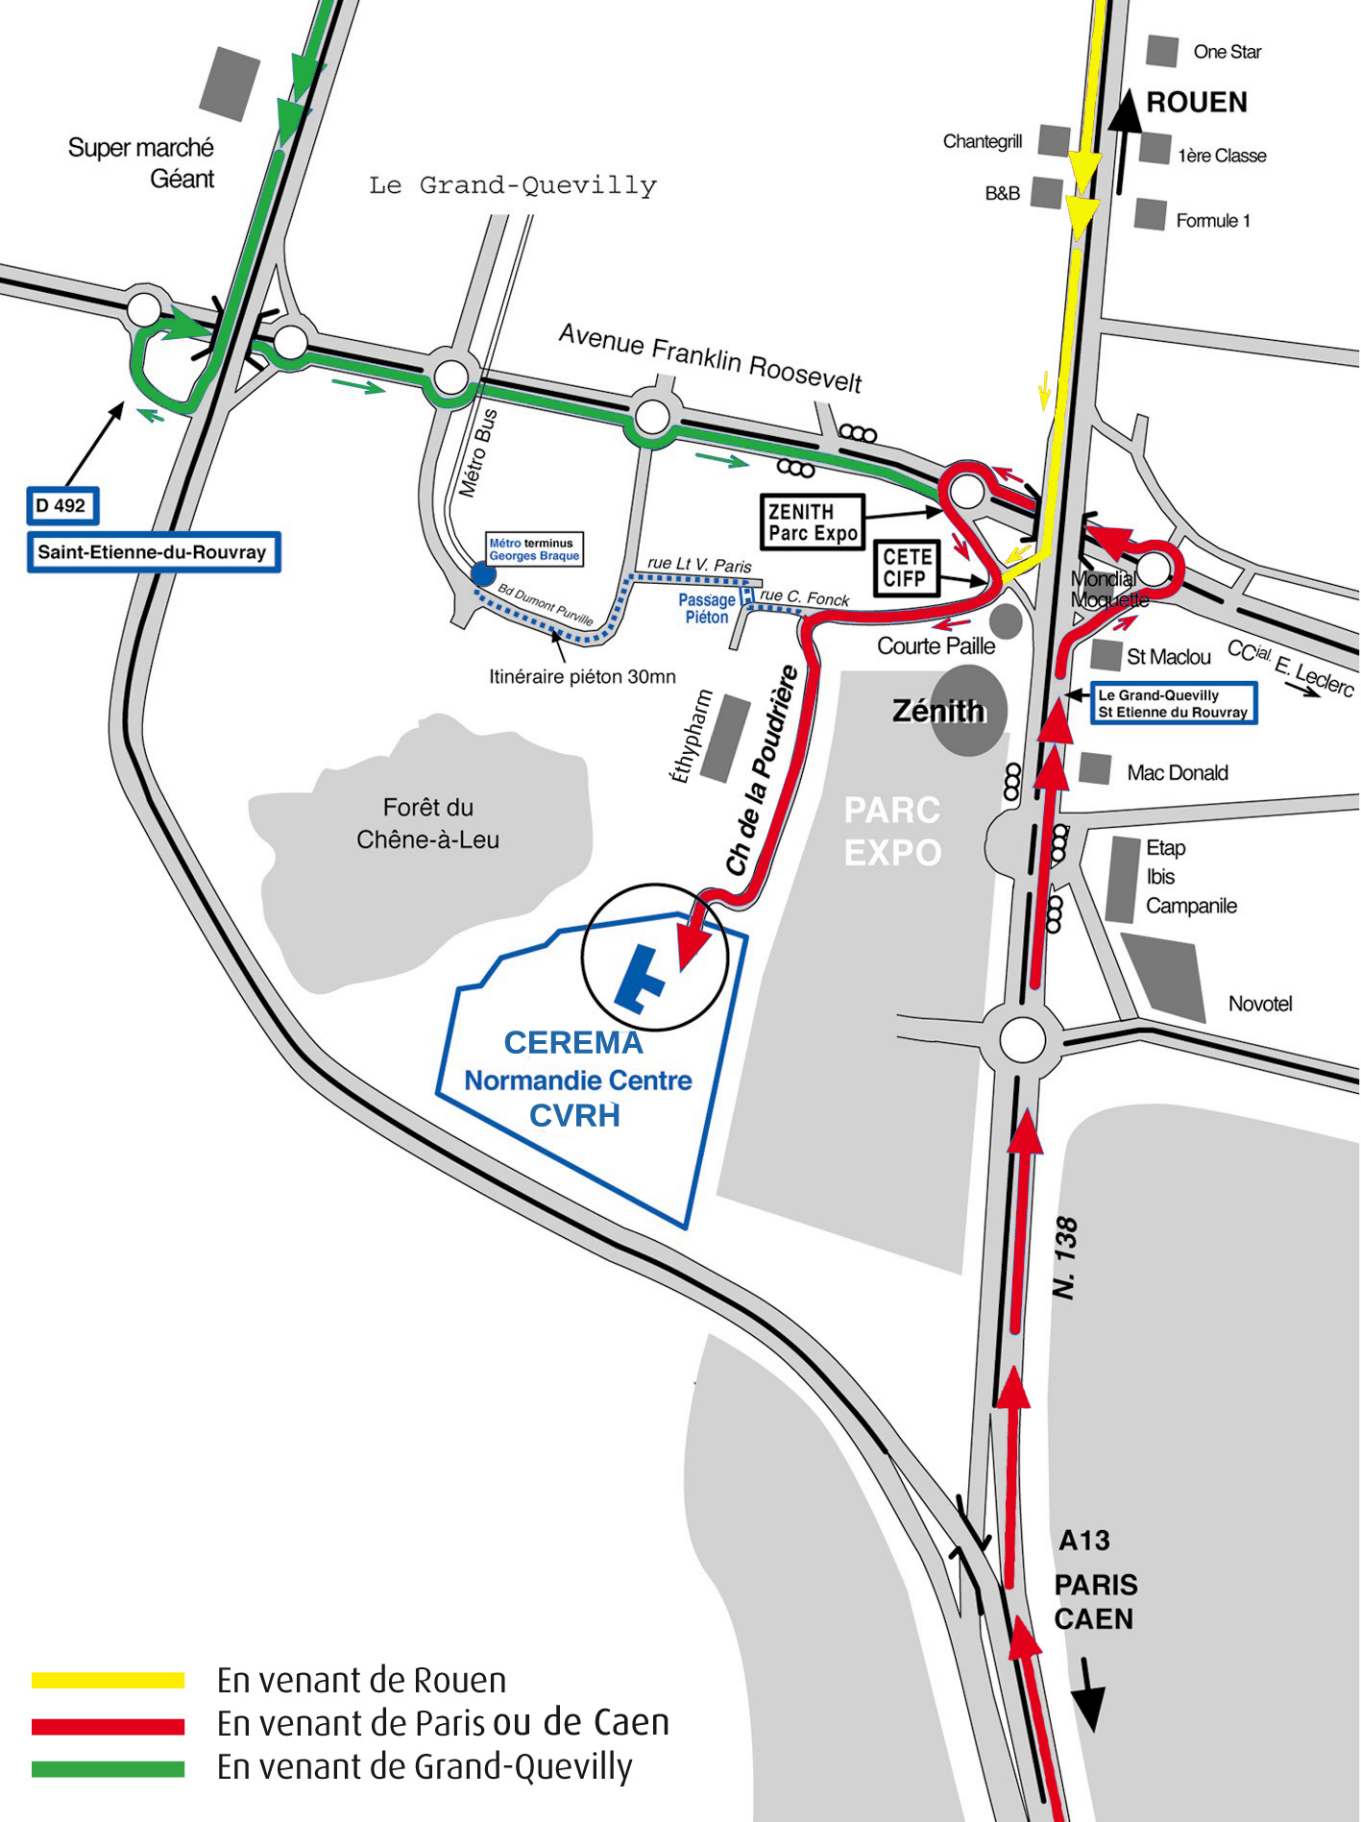 One Star
ROUEN
Chantegrill
1ère Classe
B&B
Formule 1
Super marché
Géant
Le Grand-Quevilly
Avenue Franklin Roosevelt
Métro Bus
D 492
Saint-Etienne-du-Rouvray
ZENITH
Parc Expo
CETE
CIFP
Métro terminus
Georges Braque
rue Lt V. Paris
Bd Dumont Purville
Passage
Piéton
rue C. Fonck
Mondial
Moquette
Courte Paille
St Maclou
CCial. E. Leclerc
Itinéraire piéton 30mn
Le Grand-Quevilly
St Etienne du Rouvray
Zénith
Éthypharm
Ch de la Poudrière
Mac Donald
PARC
EXPO
Forêt du
Chêne-à-Leu
Etap
Ibis
Campanile
Novotel
CEREMA
Normandie Centre
CVRH
N. 138
A13
PARIS
CAEN
En venant de Rouen
En venant de Paris ou de Caen
En venant de Grand-Quevilly